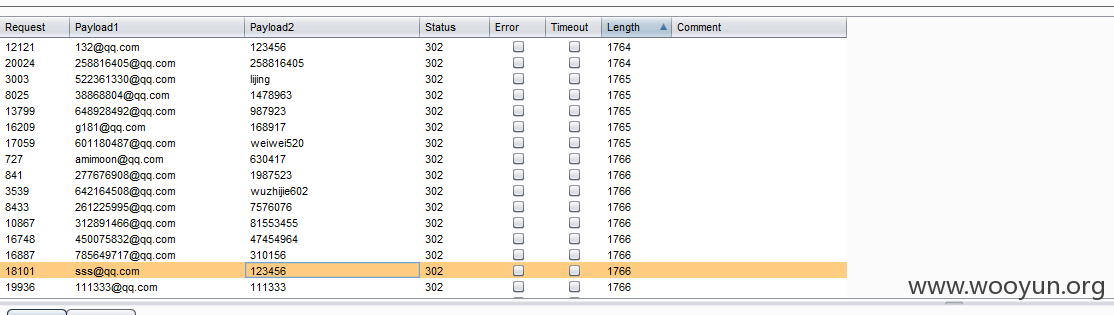 Request Payload1 Payload2 Status Error Timeout Length Comment
12121 132@qq.com 123456 302 1764
20024 258816405@qq.com 258816405 302 1764
3003 522361330@qq.com lijing 302 1765
8025 38868804@qq.com 1478963 302 1765
13799 648928492@qq.com 987923 302 1765
16209 g181@qq.com 168917 302 1765
17059 601180487@qq.com weiwei520 302 1765
727 amimoon@qq.com 630417 302 1766
841 277676908@qq.com 1987523 302 1766
3539 642164508@qq.com wuzhijie602 302 1766
8433 261225995@qq.com 7576076 302 1766
10867 312891466@qq.com 81553455 302 1766
16748 450075832@qq.com 47454964 302 1766
16887 785649717@qq.com 310156 302 1766
18101 sss@qq.com 123456 302 1766
19936 111333@qq.com 111333 302 1766
www.wooyun.org